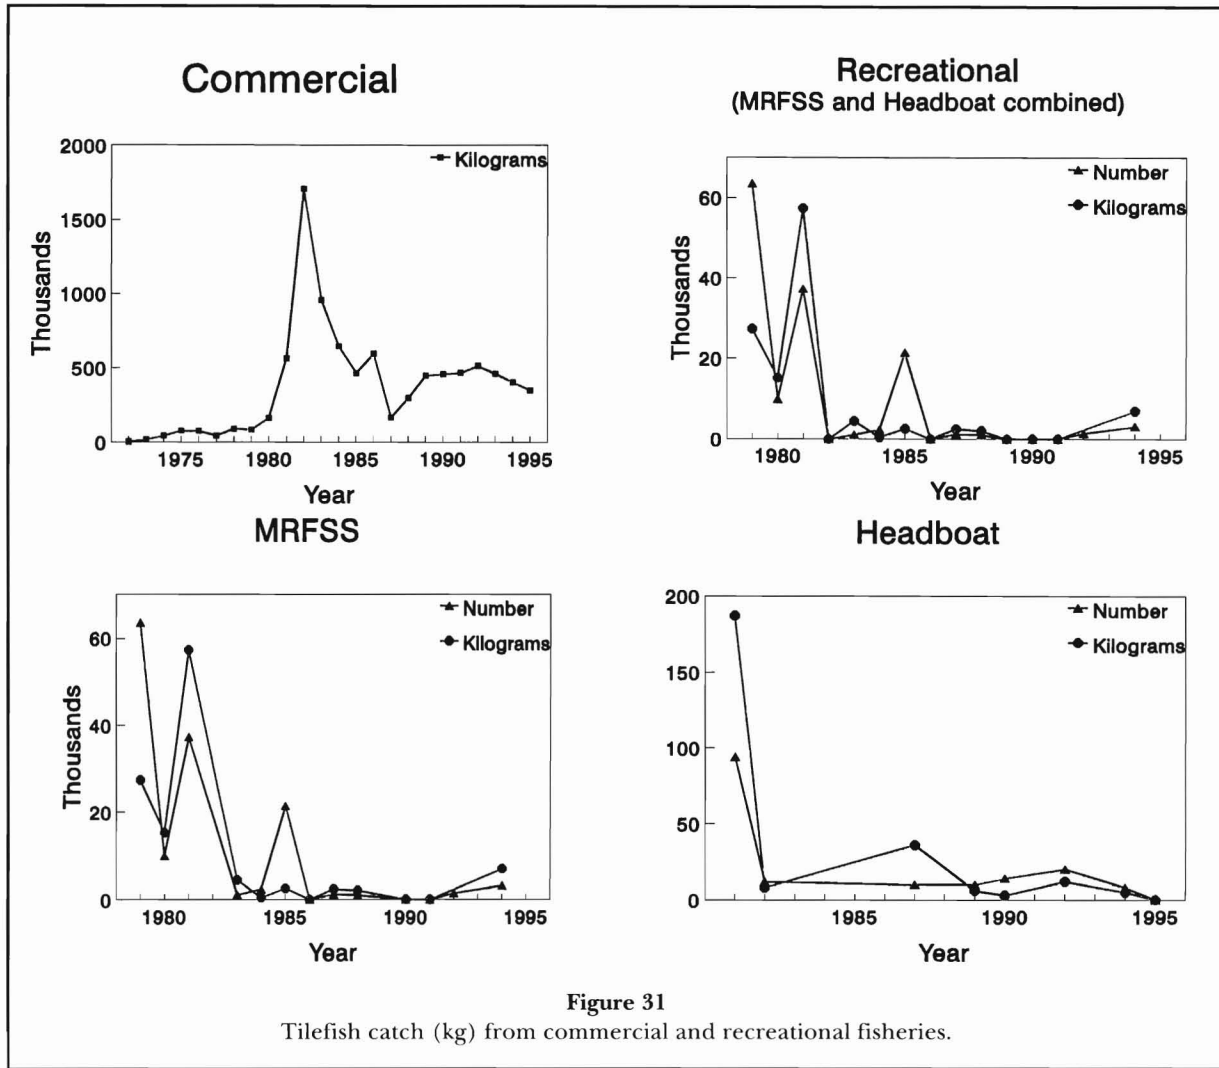 Commercial
Thousands
2000
1500
1000
500
0
Kilograms
1975 1980 1985 1990 1995
Year
Recreational
(MRFSS and Headboat combined)
Thousands
60
40
20
0
Number
Kilograms
1980 1985 1990 1995
Year
MRFSS
Thousands
60
40
20
0
Number
Kilograms
1980 1985 1990 1995
Year
Headboat
200
150
100
50
0
Number
Kilograms
1985 1990 1995
Year
Figure 31
Tilefish catch (kg) from commercial and recreational fisheries.